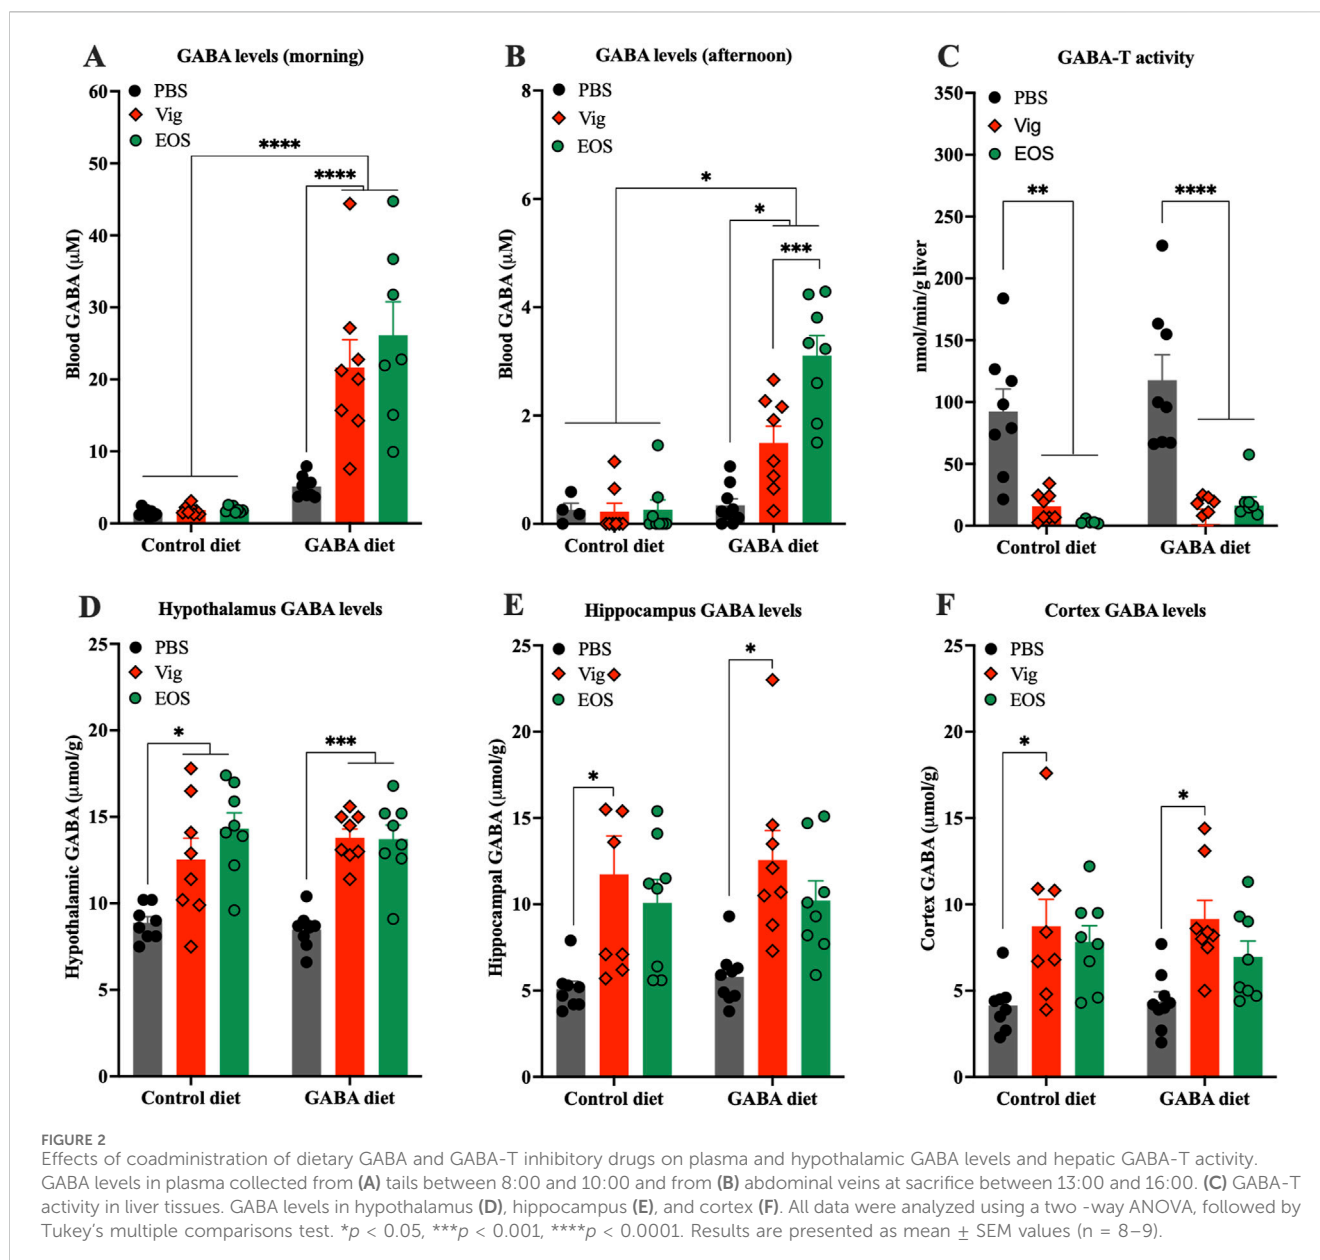 A
GABA levels (morning)
PBS
Vig
EOS
Blood GABA (μM)
60
50
40
30
20
10
0
****
****
Control diet
GABA diet
B
GABA levels (afternoon)
PBS
Vig
EOS
Blood GABA (μM)
8
6
4
2
0
*
*
***
Control diet
GABA diet
C
GABA-T activity
PBS
Vig
EOS
nmol/min/g liver
350
300
250
200
150
100
50
0
**
****
Control diet
GABA diet
D
Hypothalamus GABA levels
PBS
Vig
EOS
Hypothalamic GABA (μmol/g)
25
20
15
10
5
0
*
***
Control diet
GABA diet
E
Hippocampus GABA levels
PBS
Vig
EOS
Hippocampal GABA (μmol/g)
25
20
15
10
5
0
*
*
Control diet
GABA diet
F
Cortex GABA levels
PBS
Vig
EOS
Cortex GABA (μmol/g)
25
20
15
10
5
0
*
*
Control diet
GABA diet
FIGURE 2
Effects of coadministration of dietary GABA and GABA-T inhibitory drugs on plasma and hypothalamic GABA levels and hepatic GABA-T activity.
GABA levels in plasma collected from (A) tails between 8:00 and 10:00 and from (B) abdominal veins at sacrifice between 13:00 and 16:00. (C) GABA-T
activity in liver tissues. GABA levels in hypothalamus (D), hippocampus (E), and cortex (F). All data were analyzed using a two -way ANOVA, followed by
Tukey's multiple comparisons test. *p < 0.05, ***p < 0.001, ****p < 0.0001. Results are presented as mean ± SEM values (n = 8–9).